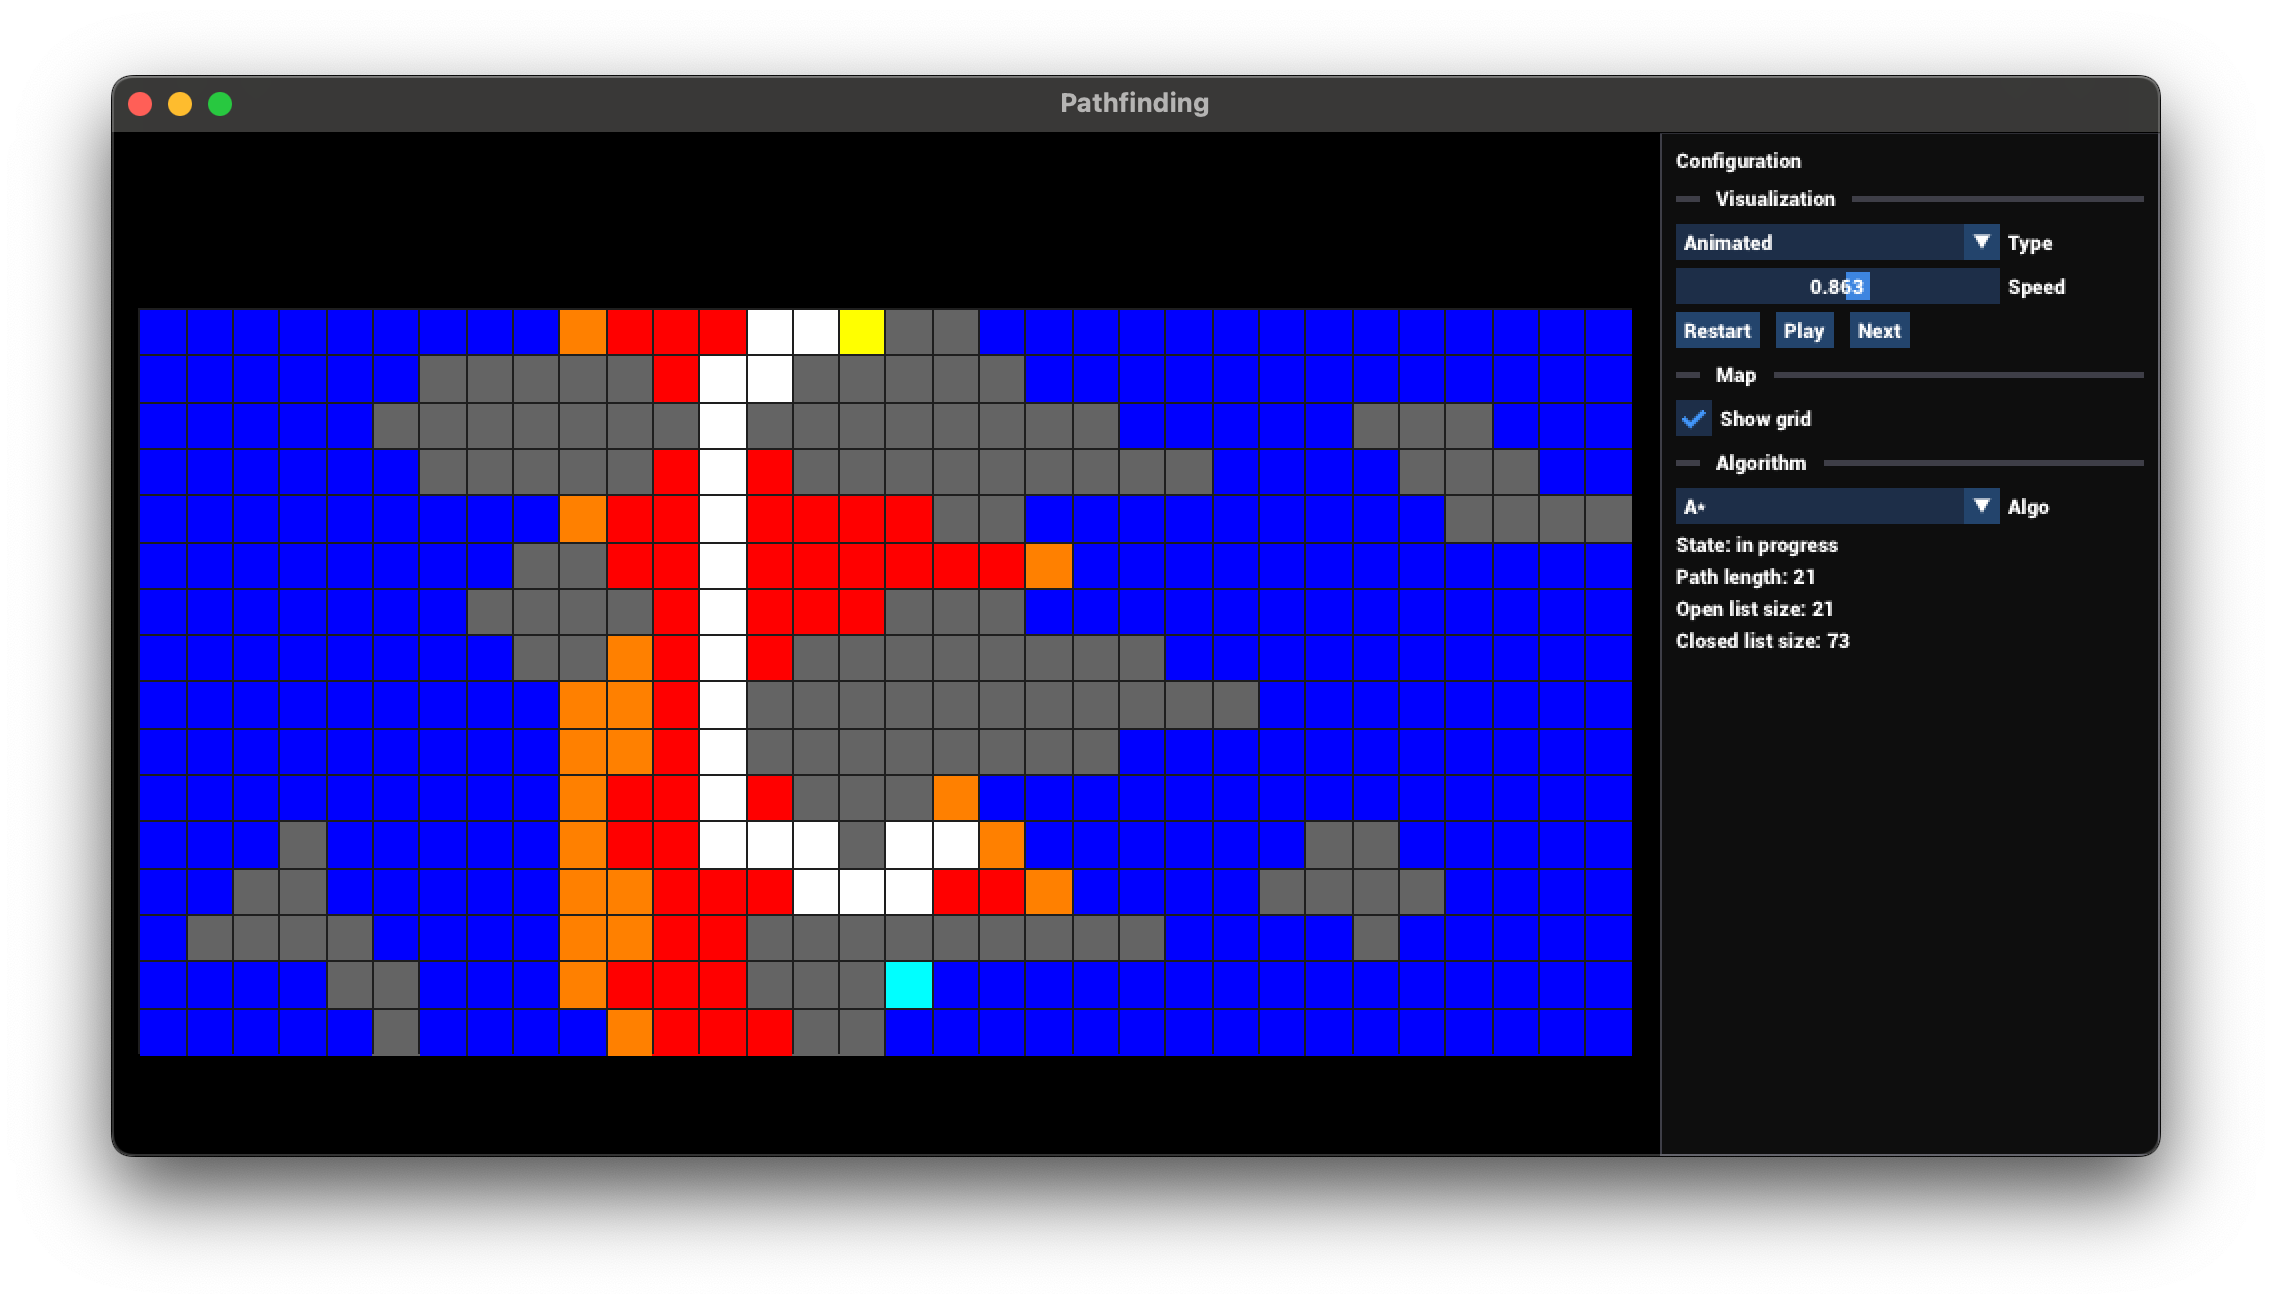 Pathfinding
Configuration
Visualization
Animated Type
0.863 Speed
Restart Play Next
Map
Show grid
Algorithm
A* Algo
State: in progress
Path length: 21
Open list size: 21
Closed list size: 73